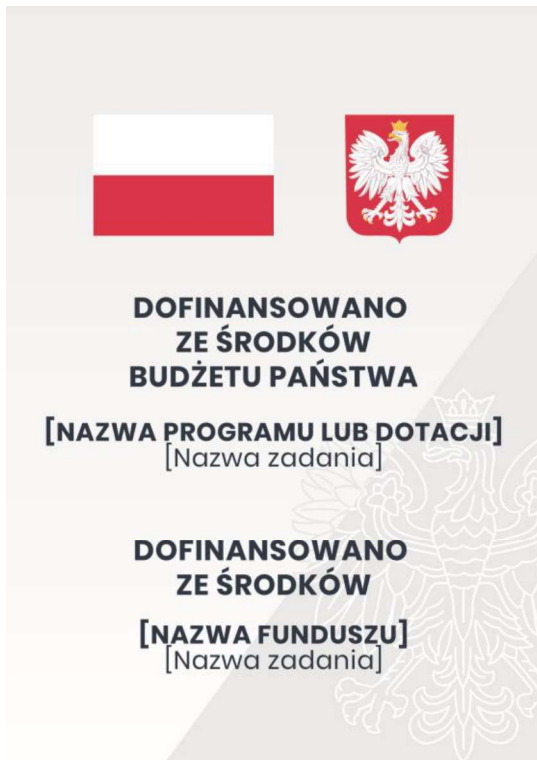 DOFINANSOWANO
ZE ŚRODKÓW
BUDŻETU PAŃSTWA
[NAZWA PROGRAMU LUB DOTACJI]
[Nazwa zadania]
DOFINANSOWANO
ZE ŚRODKÓW
[NAZWA FUNDUSZU]
[Nazwa zadania]